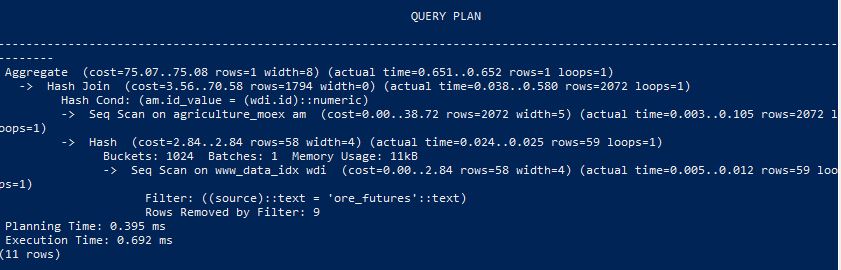 QUERY PLAN
--------------------------------------------------------------------------------------------------------------------
--------
Aggregate  (cost=75.07..75.08 rows=1 width=8) (actual time=0.651..0.652 rows=1 loops=1)
  ->  Hash Join  (cost=3.56..70.58 rows=1794 width=0) (actual time=0.038..0.580 rows=2072 loops=1)
        Hash Cond: (am.id_value = (wdi.id)::numeric)
        ->  Seq Scan on agriculture_moex am  (cost=0.00..38.72 rows=2072 width=5) (actual time=0.003..0.105 rows=2072 l
oops=1)
        ->  Hash  (cost=2.84..2.84 rows=58 width=4) (actual time=0.024..0.025 rows=59 loops=1)
              Buckets: 1024  Batches: 1  Memory Usage: 11kB
              ->  Seq Scan on www_data_idx wdi  (cost=0.00..2.84 rows=58 width=4) (actual time=0.005..0.012 rows=59 loo
ps=1)
                    Filter: ((source)::text = 'ore_futures'::text)
                    Rows Removed by Filter: 9
Planning Time: 0.395 ms
Execution Time: 0.692 ms
(11 rows)